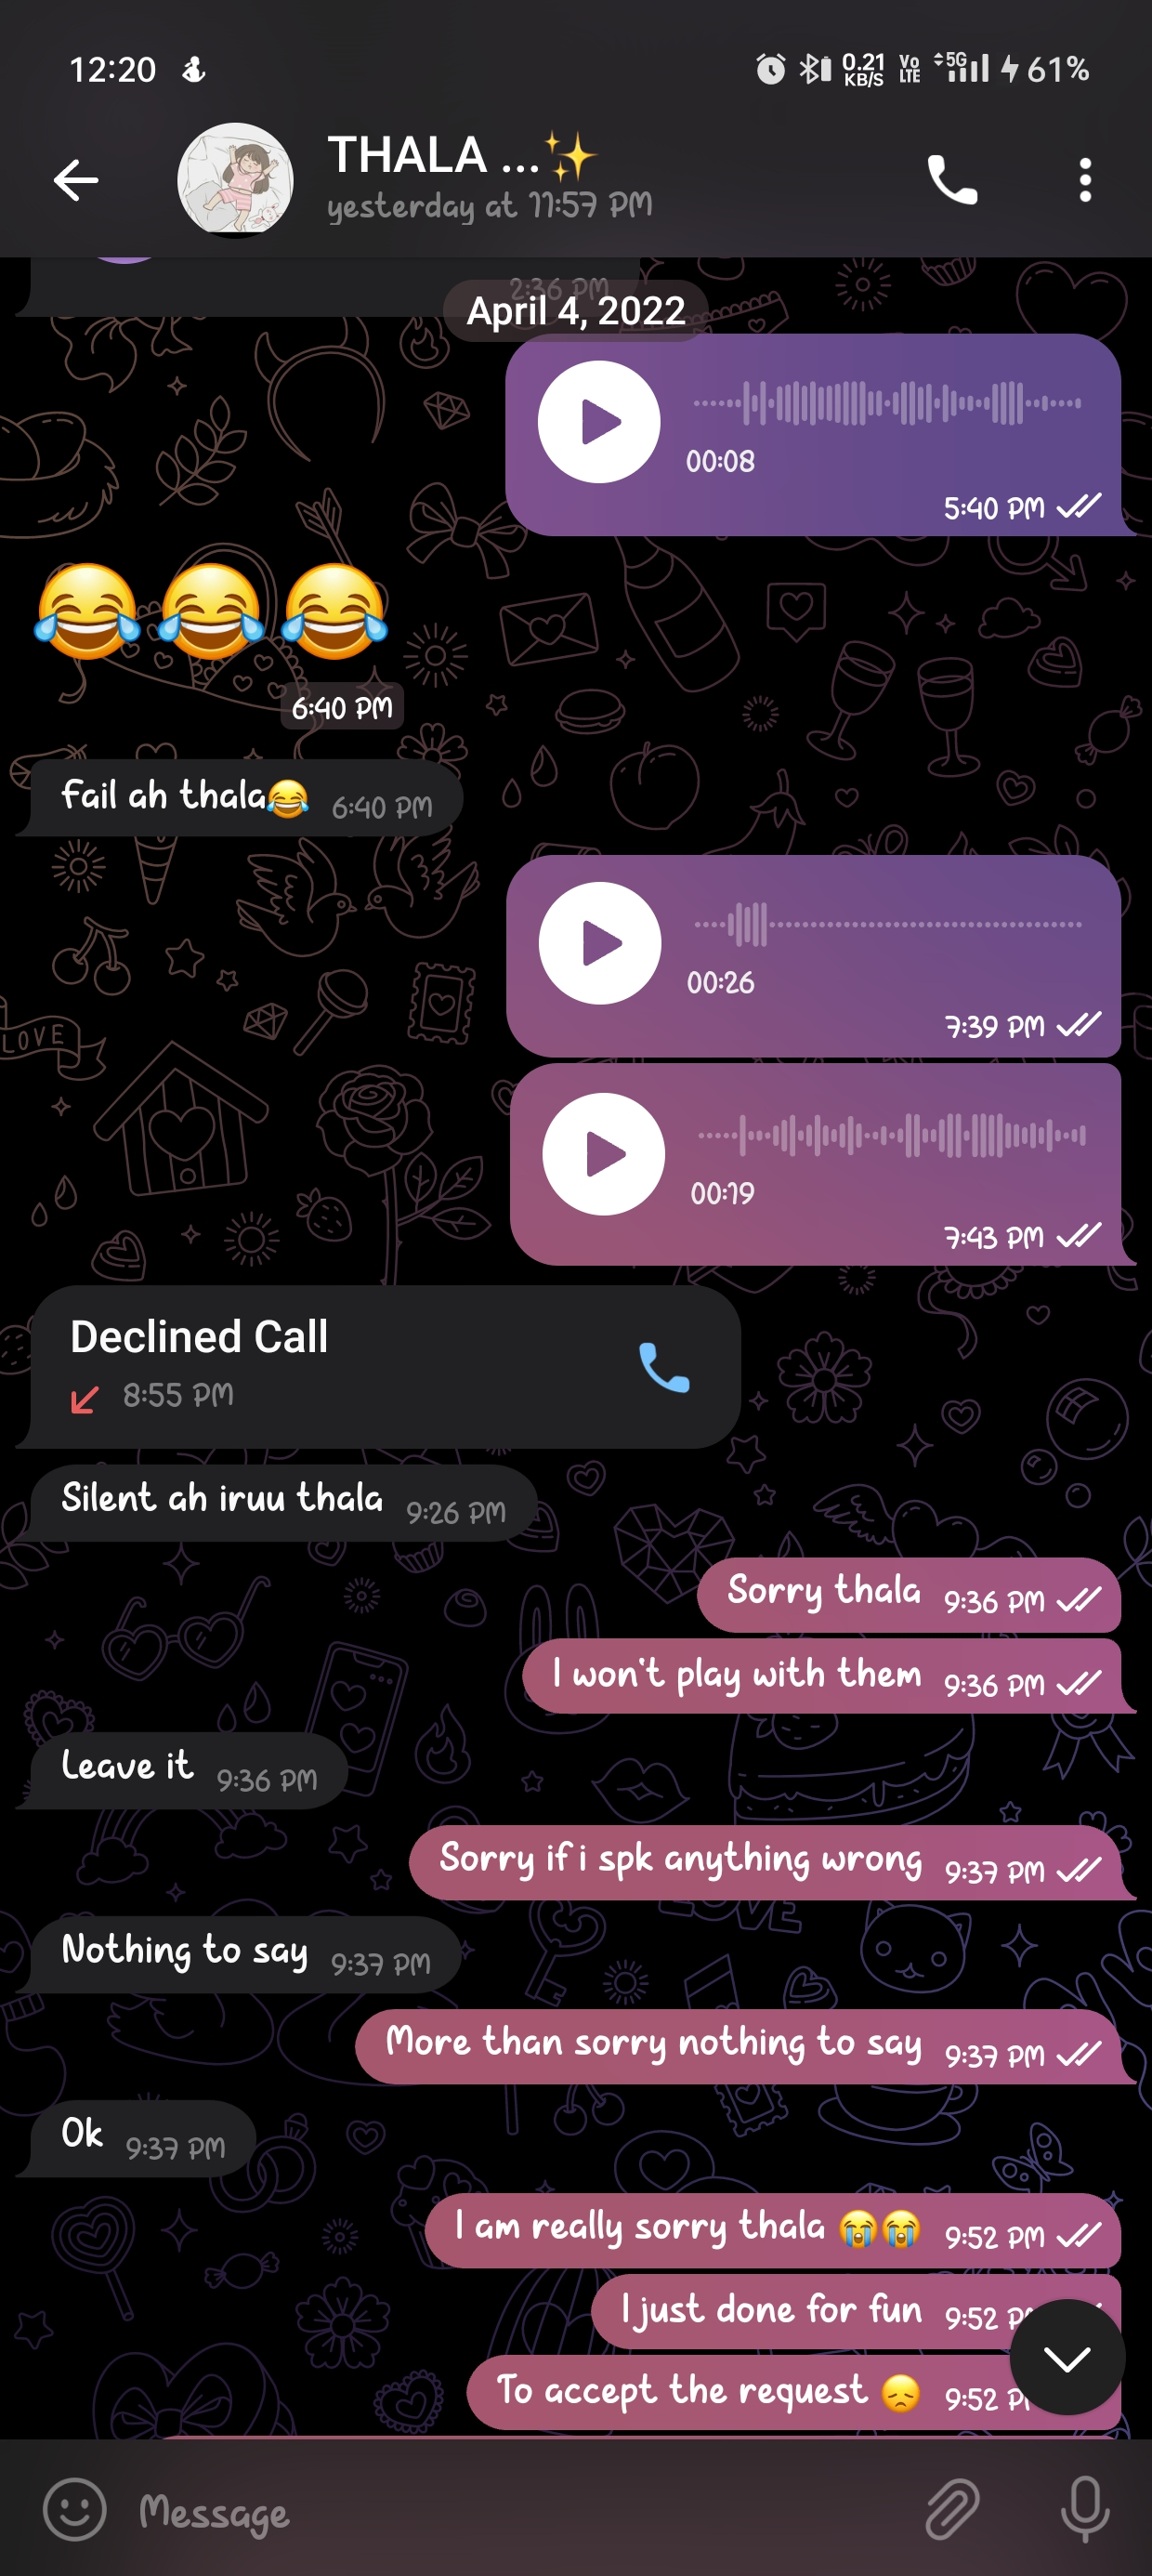 12:20 0.21 KB/S Vo LTE 5G 61%
THALA ...✨
yesterday at 11:57 PM
2:36 PM
April 4, 2022
00:08
5:40 PM
😂😂😂
6:40 PM
Fail ah thala😂 6:40 PM
00:26
7:39 PM
LOVE
00:19
7:43 PM
Declined Call
8:55 PM
Silent ah iruu thala 9:26 PM
Sorry thala 9:36 PM
I won't play with them 9:36 PM
Leave it 9:36 PM
Sorry if i spk anything wrong 9:37 PM
LOVE
Nothing to say 9:37 PM
More than sorry nothing to say 9:37 PM
Ok 9:37 PM
I am really sorry thala 😭😭 9:52 PM
I just done for fun 9:52 P
To accept the request 😞 9:52 P
Message